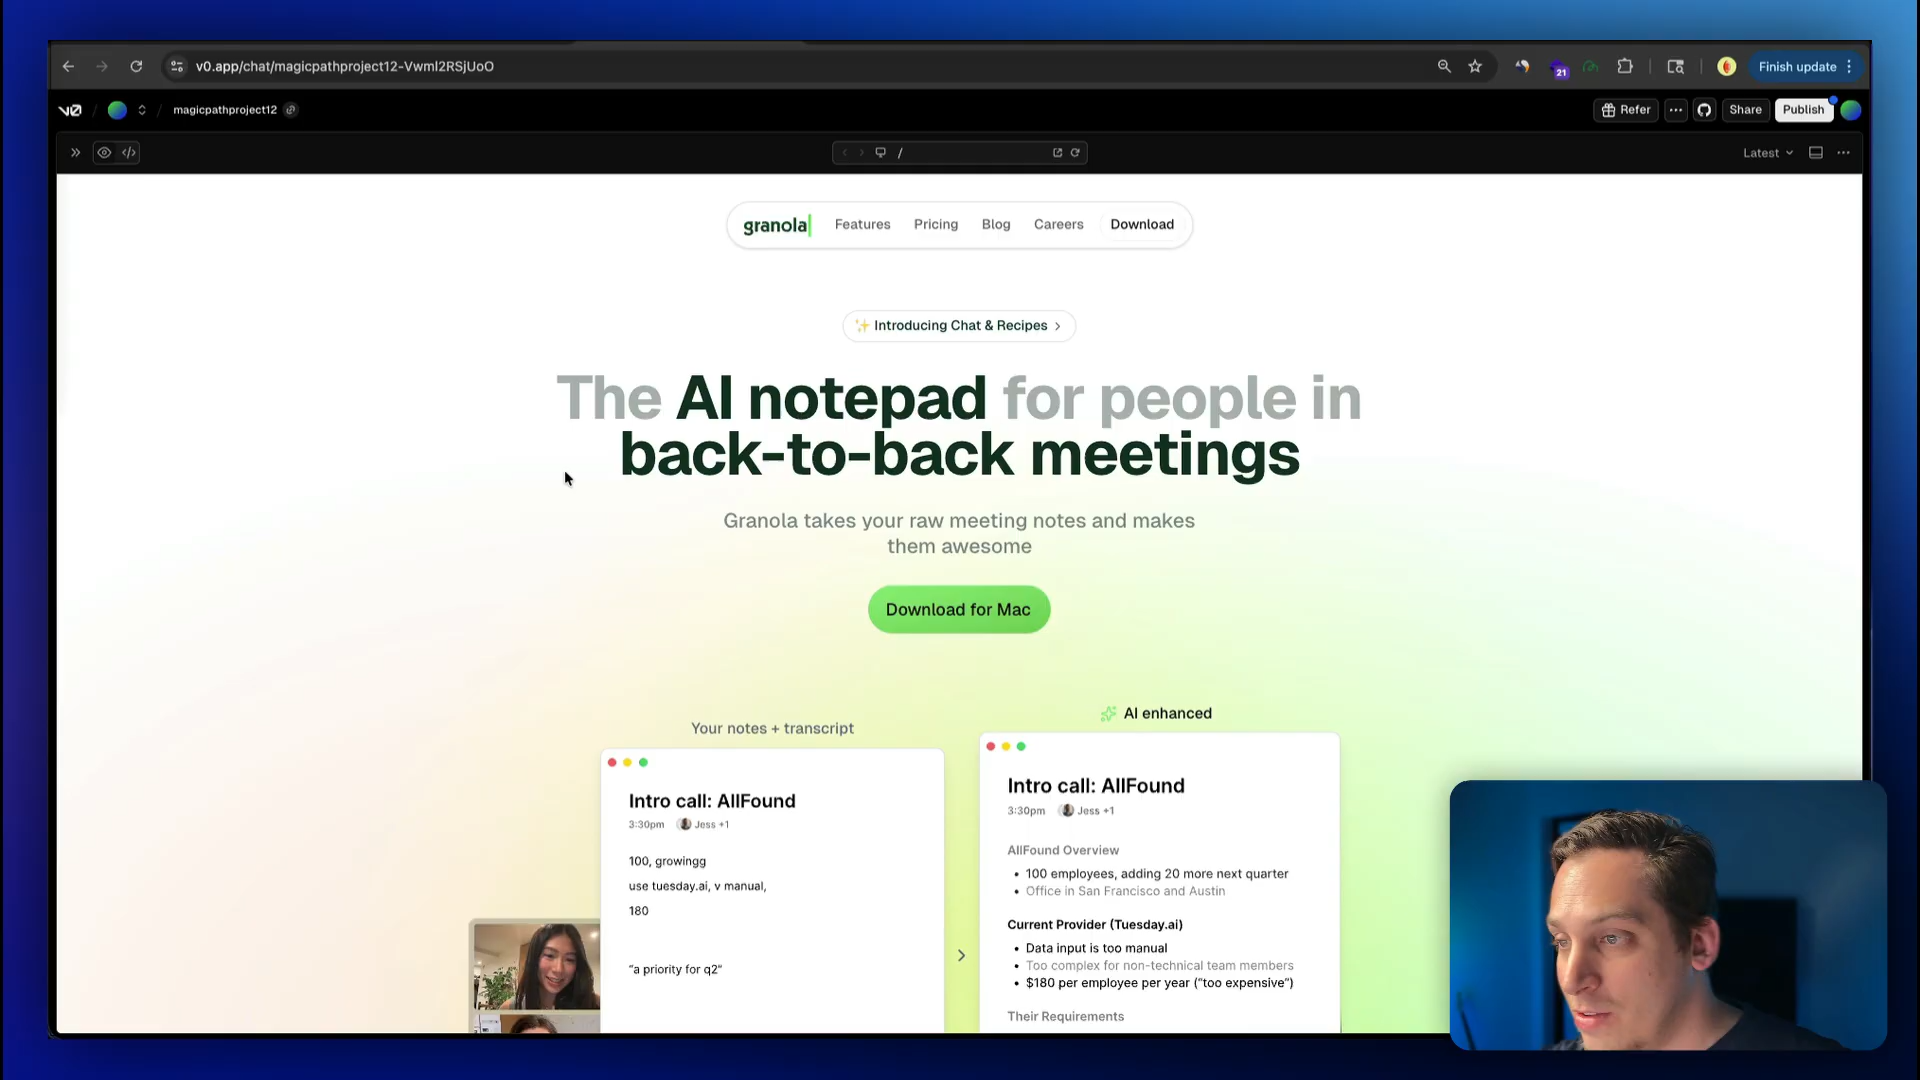 v0.app/chat/magicpathproject12-VwmI2RSjUoO
21
Finish update
v0 / / magicpathproject12
Refer
Share
Publish
/
Latest
granola
Features
Pricing
Blog
Careers
Download
✨ Introducing Chat & Recipes >
The AI notepad for people in
back-to-back meetings
Granola takes your raw meeting notes and makes
them awesome
Download for Mac
Your notes + transcript
Intro call: AllFound
3:30pm Jess +1
100, growingg
use tuesday.ai, v manual,
180
"a priority for q2"
AI enhanced
Intro call: AllFound
3:30pm Jess +1
AllFound Overview
• 100 employees, adding 20 more next quarter
• Office in San Francisco and Austin
Current Provider (Tuesday.ai)
• Data input is too manual
• Too complex for non-technical team members
• $180 per employee per year ("too expensive")
Their Requirements